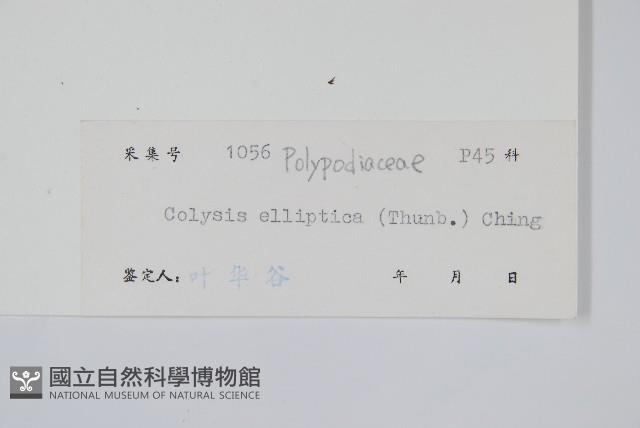 采集号 1056 Polypodiaceae P45 科
Colysis elliptica (Thunb.) Ching
鉴定人：叶华谷 年 月 日
國立自然科學博物館
NATIONAL MUSEUM OF NATURAL SCIENCE